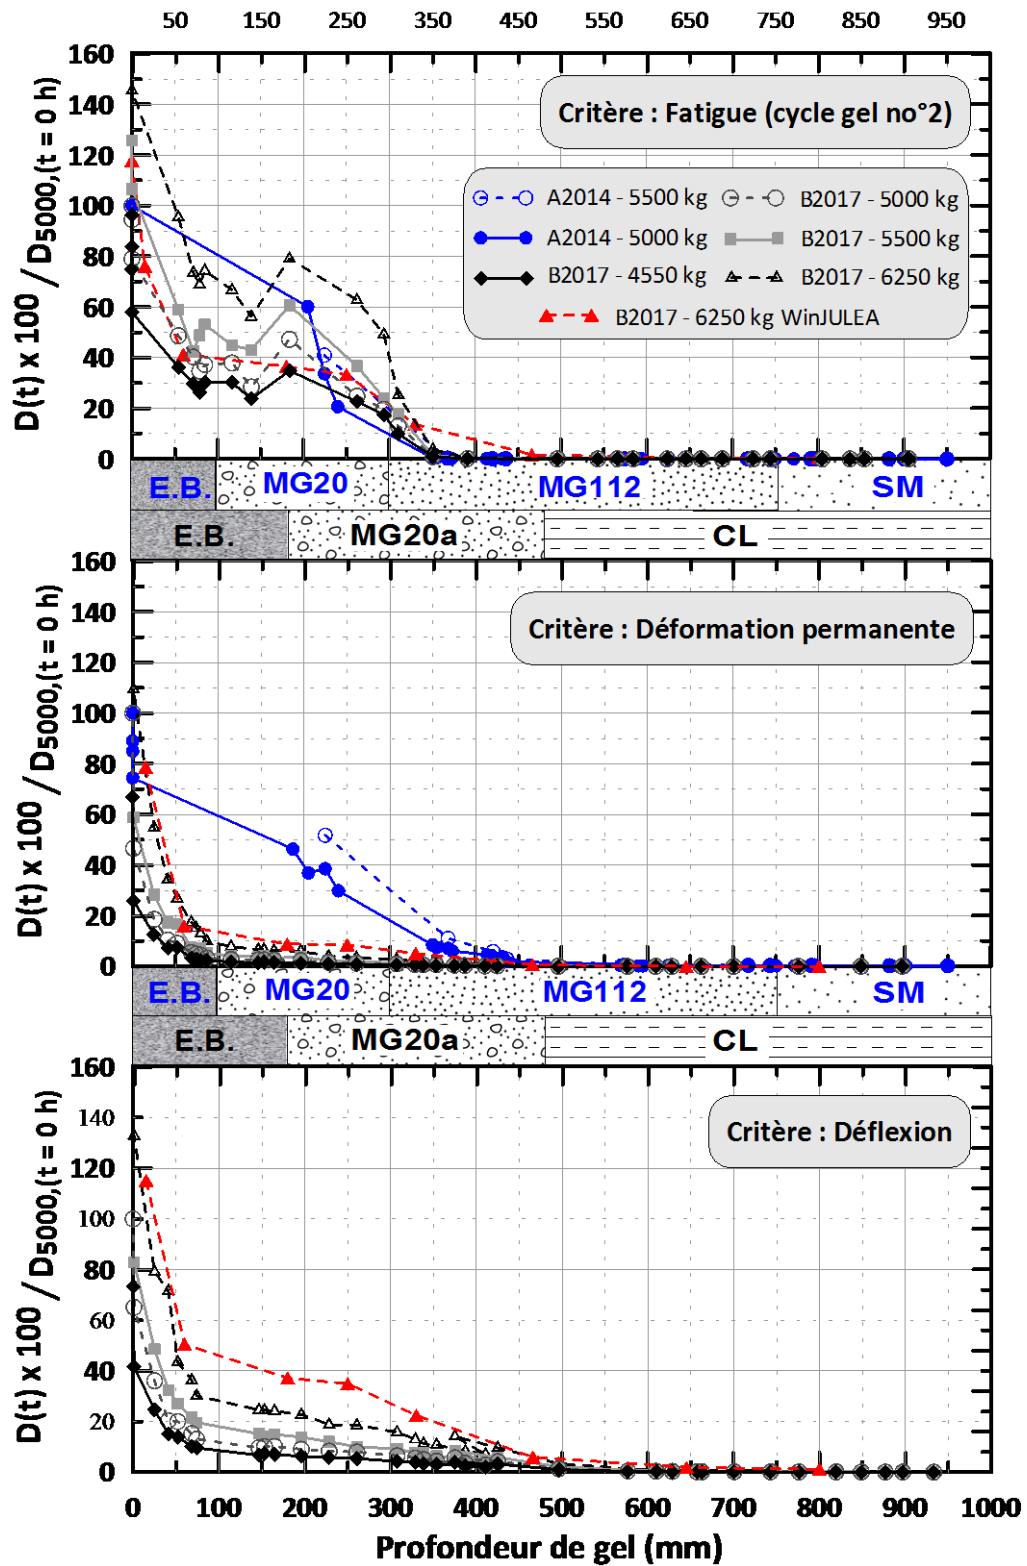 50 150 250 350 450 550 650 750 850 950
160
140
120
100
80
60
40
20
0
D(t) x 100 / D5000,(t = 0 h)
Critère : Fatigue (cycle gel no°2)
A2014 - 5500 kg
B2017 - 5000 kg
A2014 - 5000 kg
B2017 - 5500 kg
B2017 - 4550 kg
B2017 - 6250 kg
B2017 - 6250 kg WinJULEA
E.B. MG20 MG112 SM
E.B. MG20a CL
160
140
120
100
80
60
40
20
0
D(t) x 100 / D5000,(t = 0 h)
Critère : Déformation permanente
E.B. MG20 MG112 SM
E.B. MG20a CL
160
140
120
100
80
60
40
20
0
D(t) x 100 / D5000,(t = 0 h)
Critère : Déflexion
0 100 200 300 400 500 600 700 800 900 1000
Profondeur de gel (mm)